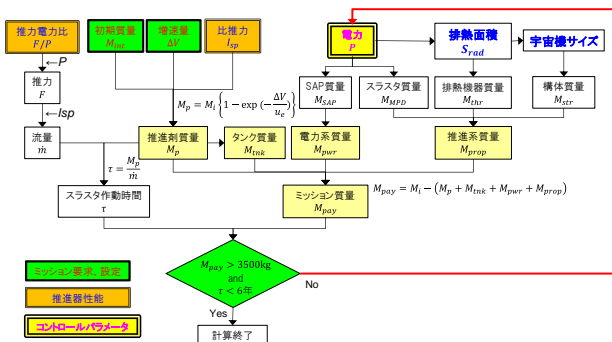 推力電力比
F/P
初期質量
M_int
増速量
ΔV
比推力
I_sp
電力
P
排熱面積
S_rad
宇宙機サイズ
←P
推力
F
←Isp
流量
ṁ
M_p = M_i {1 − exp (−ΔV/u_e)}
SAP質量
M_SAP
スラスタ質量
M_MPD
排熱機器質量
M_thr
構体質量
M_str
推進剤質量
M_p
タンク質量
M_tnk
電力系質量
M_pwr
推進系質量
M_prop
τ = M_p/ṁ
スラスタ作動時間
τ
ミッション質量
M_pay
M_pay = M_i − (M_p + M_tnk + M_pwr + M_prop)
M_pay > 3500kg
and
τ < 6年
No
Yes
計算終了
ミッション要求、設定
推進器性能
コントロールパラメータ